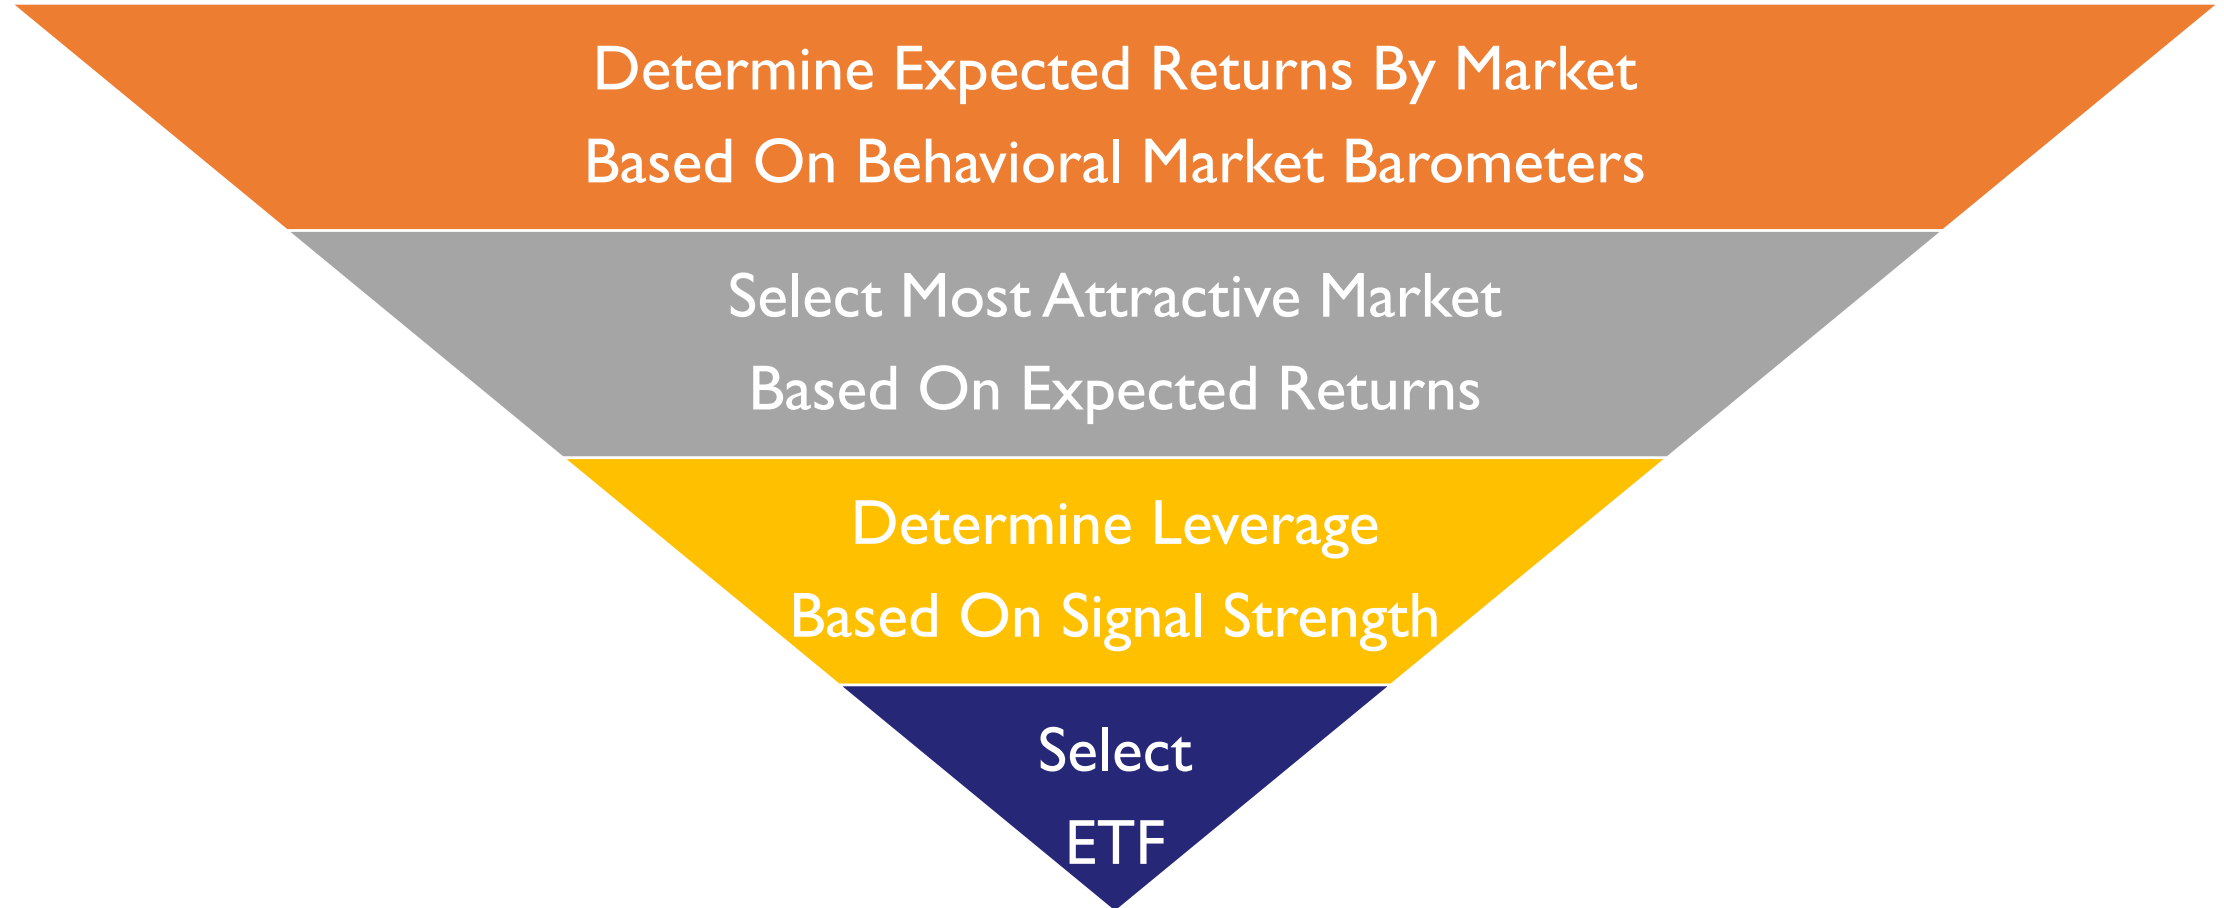 Determine Expected Returns By Market
Based On Behavioral Market Barometers
Select Most Attractive Market
Based On Expected Returns
Determine Leverage
Based On Signal Strength
Select
ETF